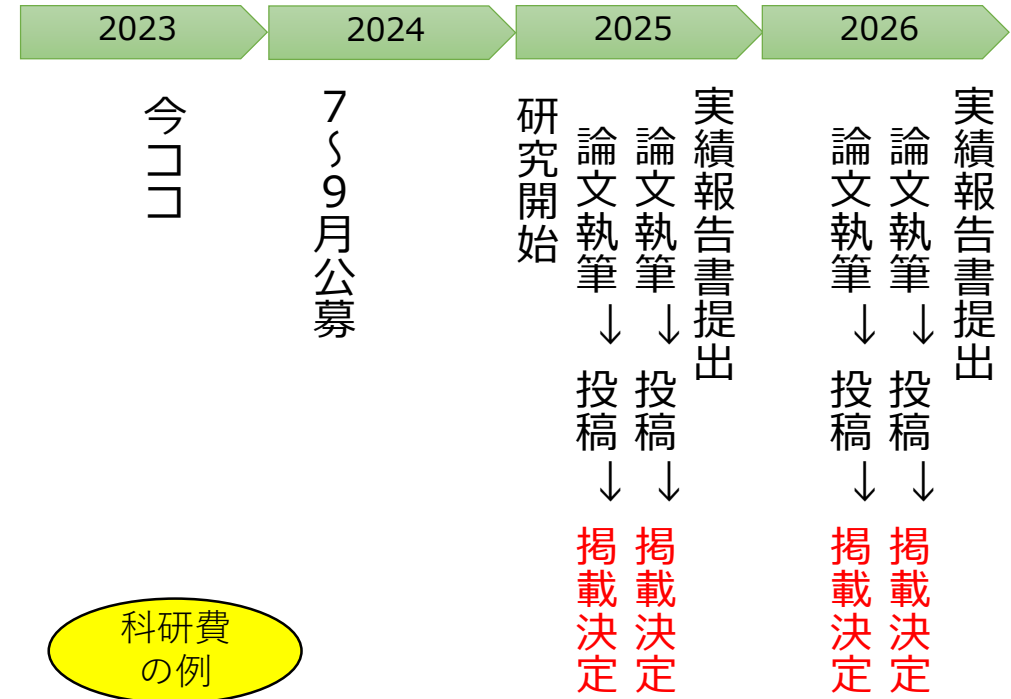 2023
2024
2025
2026
今ココ
7～9月公募
研究開始
論文執筆→投稿→掲載決定
論文執筆→投稿→掲載決定
実績報告書提出
論文執筆→投稿→掲載決定
論文執筆→投稿→掲載決定
実績報告書提出
科研費
の例